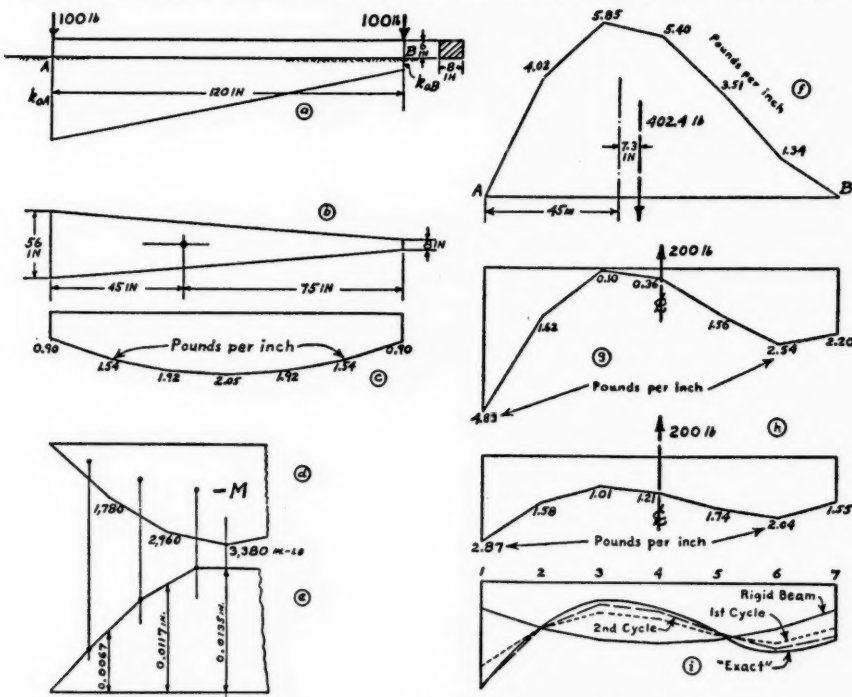 100 lb
100 lb
A
B
6 IN
8 IN
k₀A
k₀B
120 IN
a
b
56 IN
8 IN
45 IN
75 IN
Pounds per inch
0.90
1.54
1.92
2.05
1.92
1.54
0.90
c
d
1,780
2,960
3,380 IN-LB
-M
e
0.0067
0.0117 IN.
0.0135 IN.
5.85
5.40
4.02
3.51
1.34
Pounds per inch
f
402.4 lb
7.3 IN
A
B
45 IN
200 lb
0.10
0.36
1.62
1.56
2.54
2.20
4.83
g
Pounds per Inch
200 lb
h
1.01
1.21
1.58
1.74
2.04
1.55
2.87
Pounds per inch
1
2
3
4
5
6
7
Rigid Beam
1st Cycle
2nd Cycle
"Exact"
i